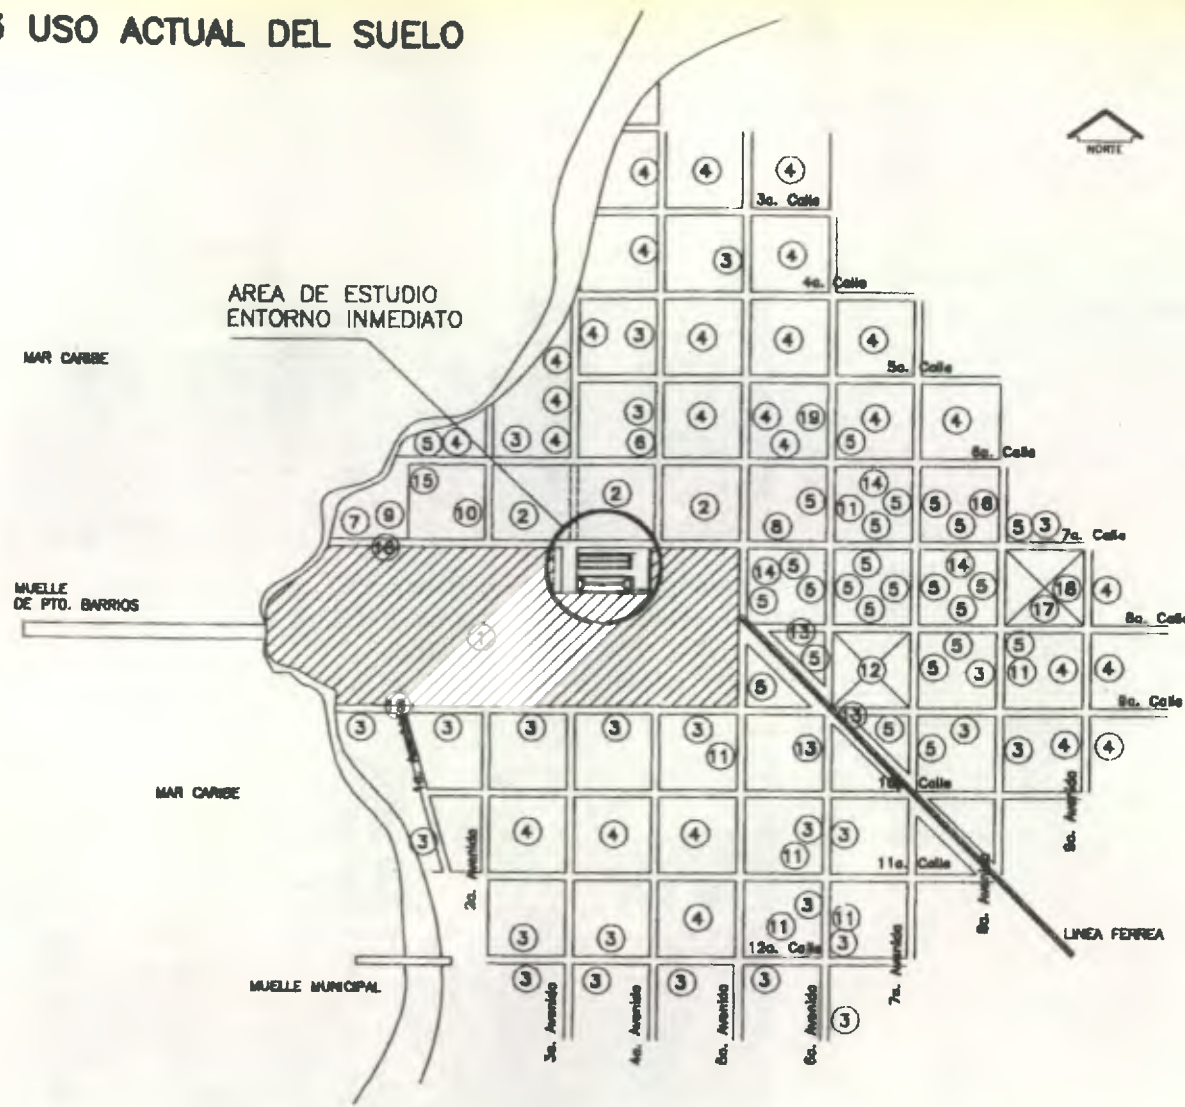 USO ACTUAL DEL SUELO
NORTE
4 4 4
3a. Calle
4 3 4
4a. Calle
AREA DE ESTUDIO
ENTORNO INMEDIATO
MAR CARIBE
4 3 4 4 4
5a. Calle
4
4 3 4 4 19 4 4
6 4 5
5 4 3 4
6a. Calle
15 14
7 9 10 2 2 2 8 5 11 5 5 5 18 5 3
7a. Calle
MUELLE
DE PTO. BARRIOS
14 5 5 5 5 5 5 5 14 5 5 5 18 17 4
8a. Calle
1
13 5 12 5 5 3 5 11 4 4
9a. Calle
3 3 3 3 3 11 13 13 5 5 3 3 4 4
10a. Calle
MAR CARIBE
1a. Avenida
3 4 4 4 3 11 3
11a. Calle
2a. Avenida
8a. Avenida
9a. Avenida
LINEA FERREA
3 3 4 3 11 11 3
12a. Calle
7a. Avenida
MUELLE MUNICIPAL
3 3 3 3 3
3a. Avenida
4a. Avenida
6a. Avenida